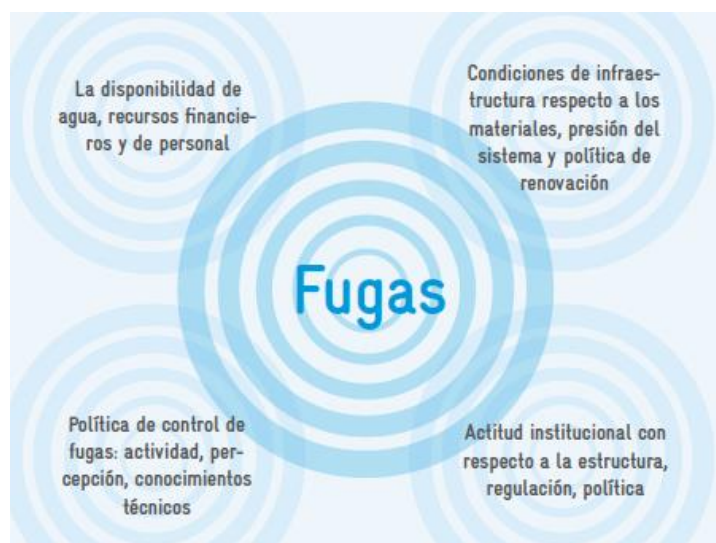 La disponibilidad de
agua, recursos financie-
ros y de personal
Condiciones de infraes-
tructura respecto a los
materiales, presión del
sistema y política de
renovación
Fugas
Política de control de
fugas: actividad, per-
cepción, conocimientos
técnicos
Actitud institucional con
respecto a la estructura,
regulación, política